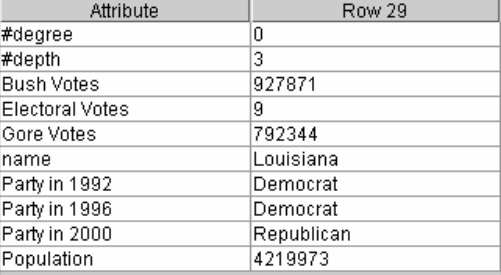 Attribute Row 29
#degree 0
#depth 3
Bush Votes 927871
Electoral Votes 9
Gore Votes 792344
name Louisiana
Party in 1992 Democrat
Party in 1996 Democrat
Party in 2000 Republican
Population 4219973